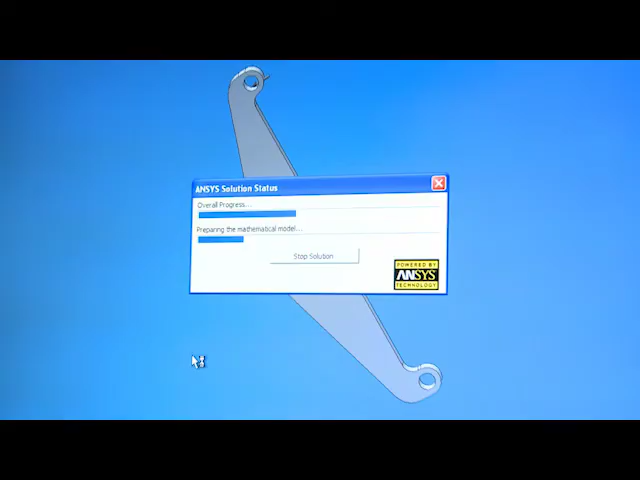 ANSYS Solution Status
Overall Progress...
Preparing the mathematical model...
Stop Solution
POWERED BY
ANSYS
TECHNOLOGY